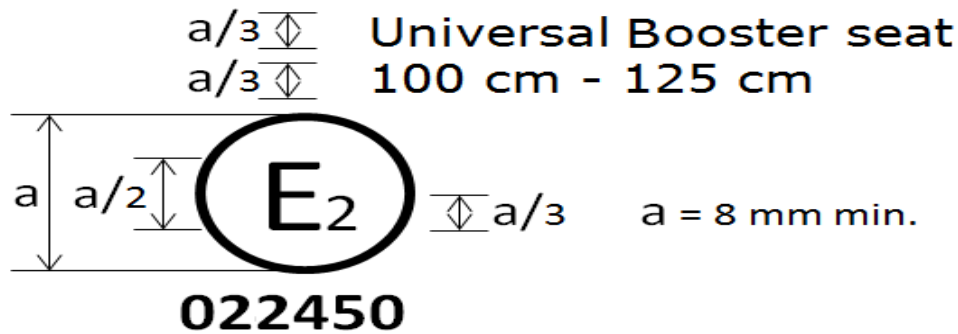 a/3 Universal Booster seat
a/3 100 cm - 125 cm
a a/2 E2 a/3 a = 8 mm min.
022450